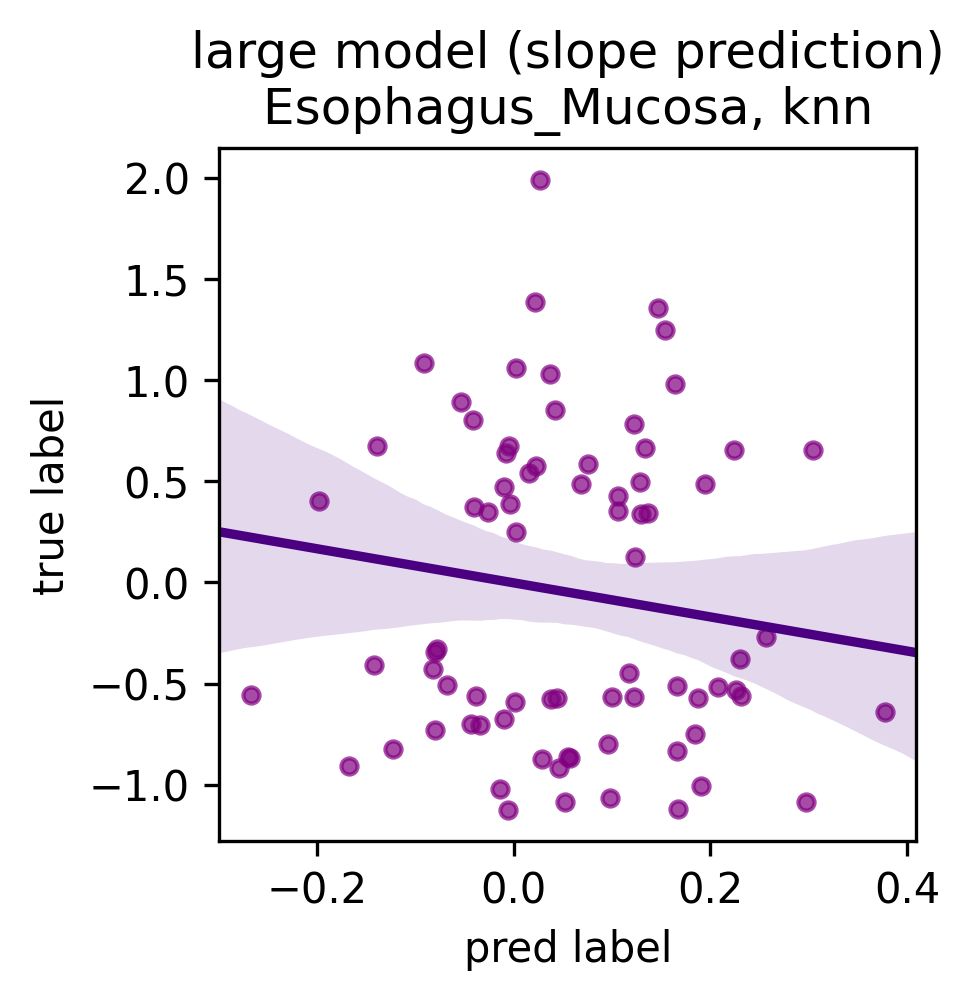 large model (slope prediction)
Esophagus_Mucosa, knn
2.0
1.5
1.0
0.5
0.0
−0.5
−1.0
true label
−0.2
0.0
0.2
0.4
pred label